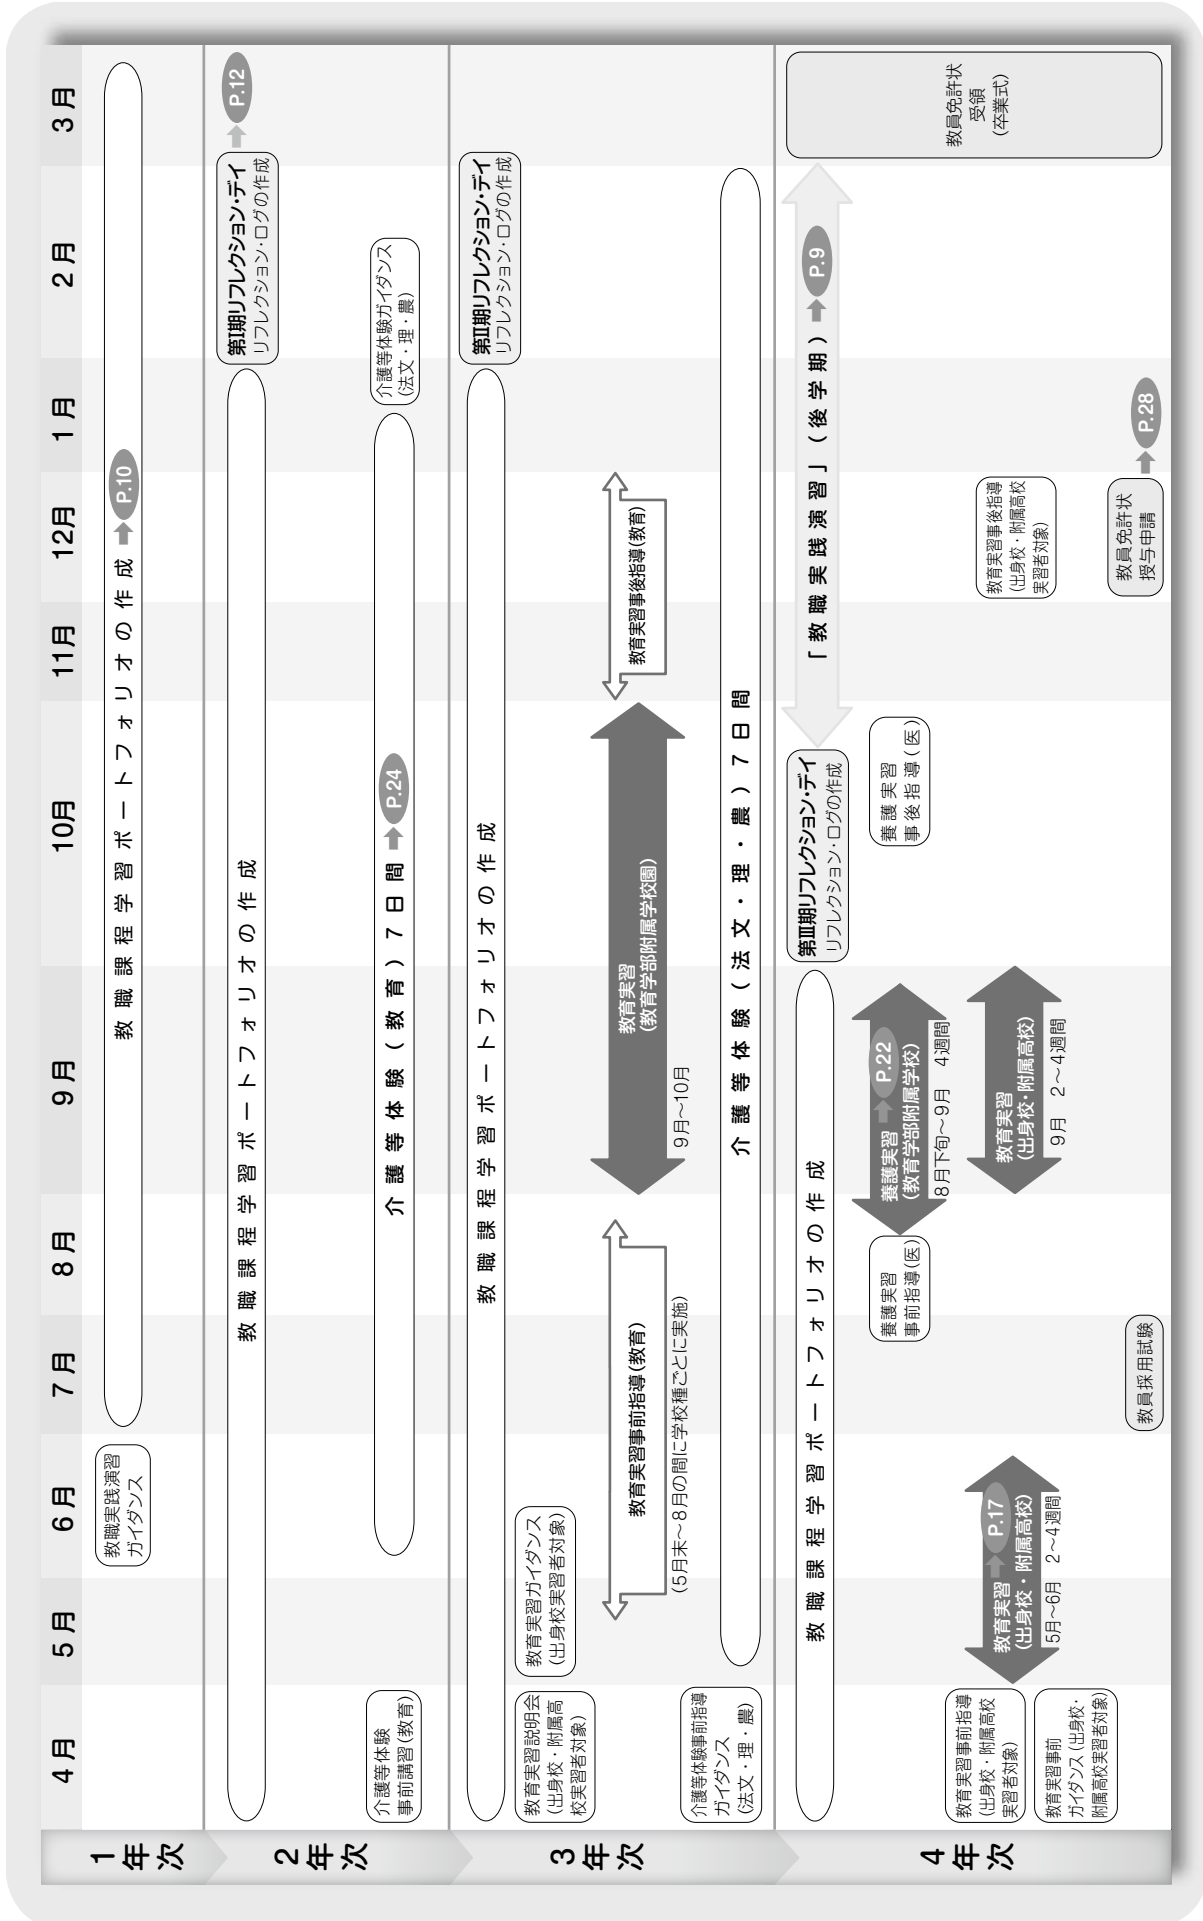 4月
5月
6月
7月
8月
9月
10月
11月
12月
1月
2月
3月
1年次
教職実践演習
ガイダンス
教職課程学習ポートフォリオの作成 P.10
2年次
教職課程学習ポートフォリオの作成
第Ⅰ期リフレクション・デイ
リフレクション・ログの作成
P.12
介護等体験
事前講習(教育)
介護等体験(教育)7日間 P.24
介護等体験ガイダンス
(法文・理・農)
3年次
教職課程学習ポートフォリオの作成
第Ⅱ期リフレクション・デイ
リフレクション・ログの作成
教育実習説明会
(出身校・附属高
校実習者対象)
教育実習ガイダンス
(出身校実習者対象)
教育実習事前指導(教育)
(5月末〜8月の間に学校種ごとに実施)
教育実習
(教育学部附属学校園)
9月〜10月
教育実習事後指導(教育)
介護等体験事前指導
ガイダンス
(法文・理・農)
介護等体験(法文・理・農)7日間
4年次
教職課程学習ポートフォリオの作成
第Ⅲ期リフレクション・デイ
リフレクション・ログの作成
「教職実践演習」(後学期) P.9
教員免許状
受領
(卒業式)
養護実習
事前指導(医)
養護実習 P.22
(教育学部附属学校)
8月下旬〜9月 4週間
養護実習
事後指導(医)
教育実習事前指導
(出身校・附属高校
実習者対象)
教育実習事前
ガイダンス(出身校・
附属高校実習者対象)
教育実習 P.17
(出身校・附属高校)
5月〜6月 2〜4週間
教育実習
(出身校・附属高校)
9月 2〜4週間
教育実習事後指導
(出身校・附属高校
実習者対象)
教員採用試験
教員免許状
授与申請
P.28